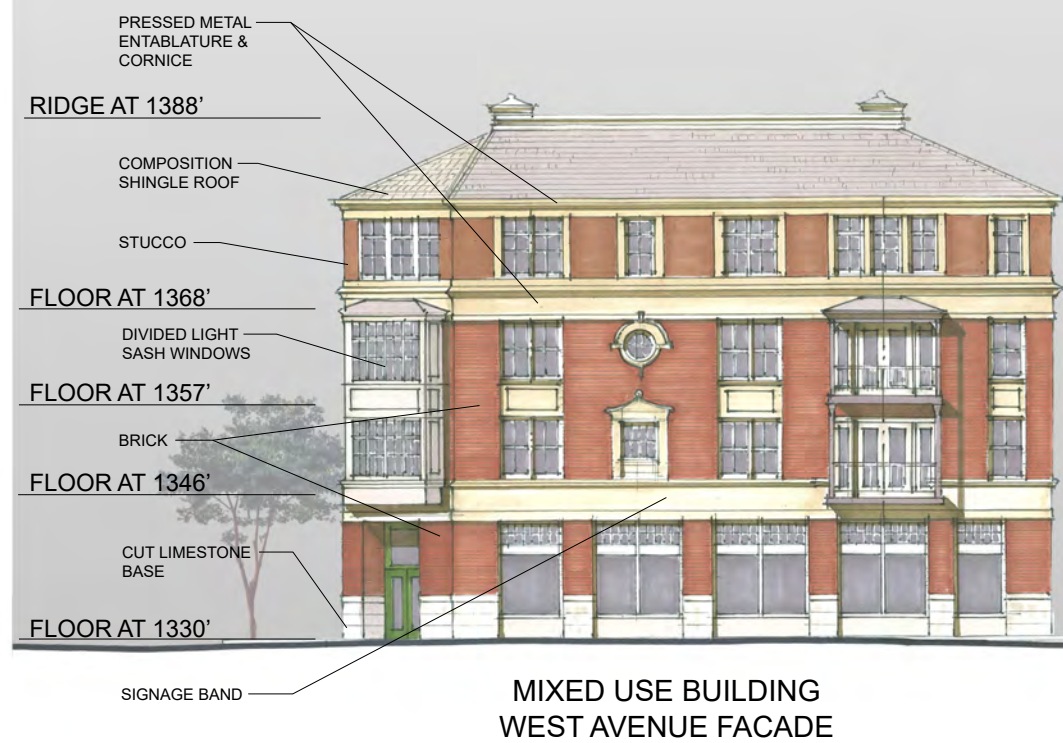 PRESSED METAL
ENTABLATURE &
CORNICE
RIDGE AT 1388’
COMPOSITION
SHINGLE ROOF
STUCCO
FLOOR AT 1368’
DIVIDED LIGHT
SASH WINDOWS
FLOOR AT 1357’
BRICK
FLOOR AT 1346’
CUT LIMESTONE
BASE
FLOOR AT 1330’
SIGNAGE BAND
MIXED USE BUILDING
WEST AVENUE FACADE